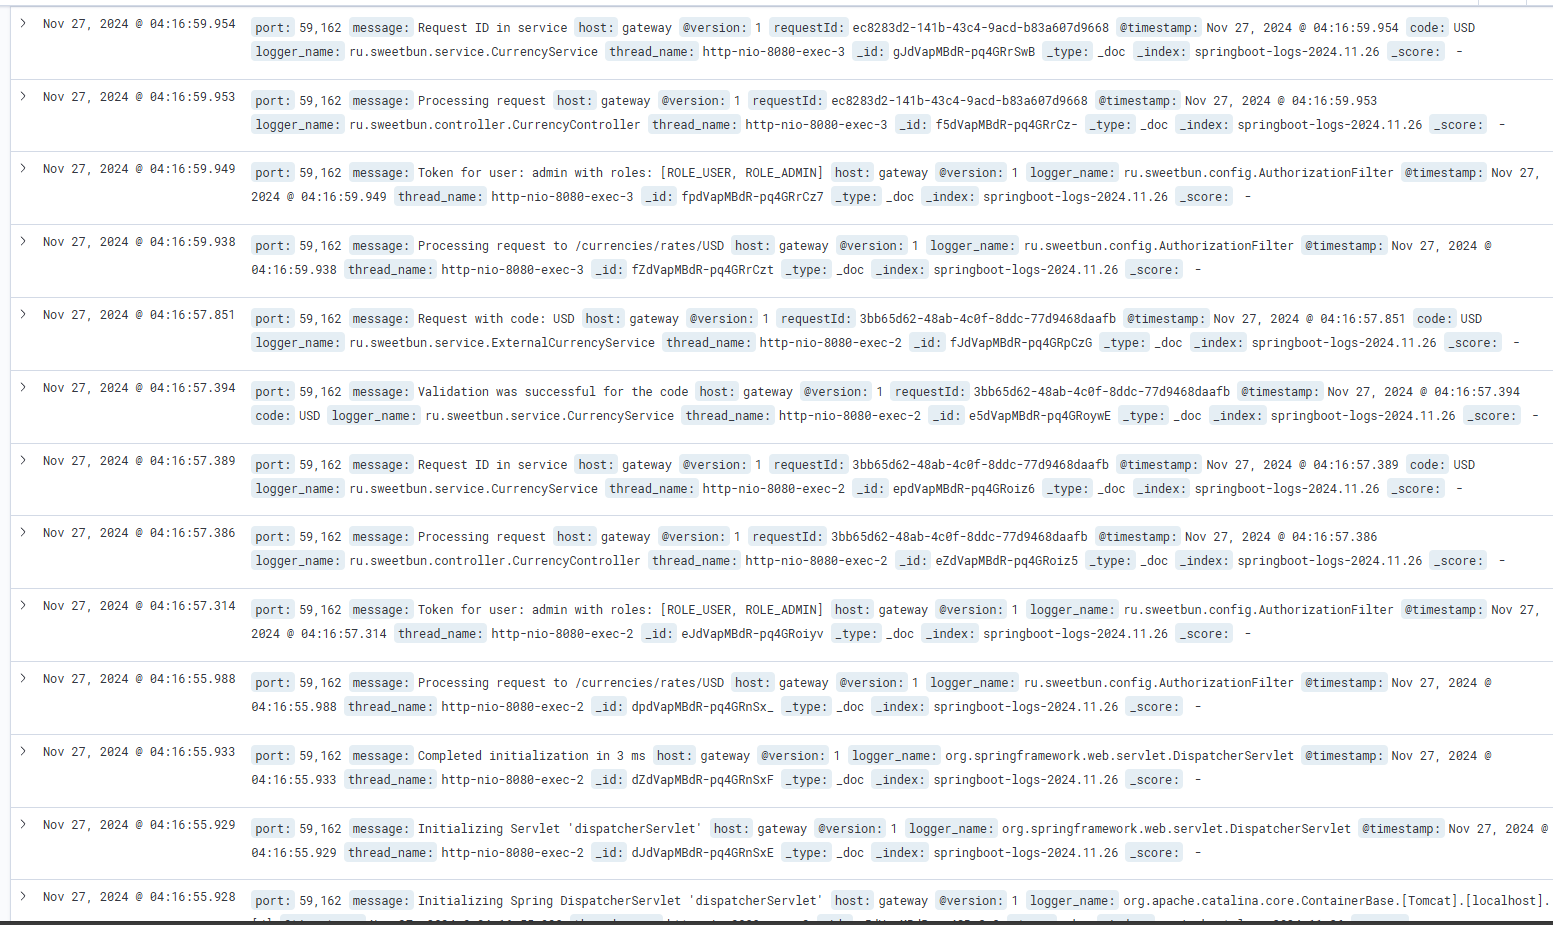 Nov 27, 2024 @ 04:16:59.954 port: 59,162 message: Request ID in service host: gateway @version: 1 requestId: ec8283d2-141b-43c4-9acd-b83a607d9668 @timestamp: Nov 27, 2024 @ 04:16:59.954 code: USD
logger_name: ru.sweetbun.service.CurrencyService thread_name: http-nio-8080-exec-3 _id: gJdVapMBdR-pq4GRrSwB _type: _doc _index: springboot-logs-2024.11.26 _score: -
Nov 27, 2024 @ 04:16:59.953 port: 59,162 message: Processing request host: gateway @version: 1 requestId: ec8283d2-141b-43c4-9acd-b83a607d9668 @timestamp: Nov 27, 2024 @ 04:16:59.953
logger_name: ru.sweetbun.controller.CurrencyController thread_name: http-nio-8080-exec-3 _id: f5dVapMBdR-pq4GRrCz- _type: _doc _index: springboot-logs-2024.11.26 _score: -
Nov 27, 2024 @ 04:16:59.949 port: 59,162 message: Token for user: admin with roles: [ROLE_USER, ROLE_ADMIN] host: gateway @version: 1 logger_name: ru.sweetbun.config.AuthorizationFilter @timestamp: Nov 27,
2024 @ 04:16:59.949 thread_name: http-nio-8080-exec-3 _id: fpdVapMBdR-pq4GRrCz7 _type: _doc _index: springboot-logs-2024.11.26 _score: -
Nov 27, 2024 @ 04:16:59.938 port: 59,162 message: Processing request to /currencies/rates/USD host: gateway @version: 1 logger_name: ru.sweetbun.config.AuthorizationFilter @timestamp: Nov 27, 2024 @
04:16:59.938 thread_name: http-nio-8080-exec-3 _id: fZdVapMBdR-pq4GRrCzt _type: _doc _index: springboot-logs-2024.11.26 _score: -
Nov 27, 2024 @ 04:16:57.851 port: 59,162 message: Request with code: USD host: gateway @version: 1 requestId: 3bb65d62-48ab-4c0f-8ddc-77d9468daafb @timestamp: Nov 27, 2024 @ 04:16:57.851 code: USD
logger_name: ru.sweetbun.service.ExternalCurrencyService thread_name: http-nio-8080-exec-2 _id: fJdVapMBdR-pq4GRpCzG _type: _doc _index: springboot-logs-2024.11.26 _score: -
Nov 27, 2024 @ 04:16:57.394 port: 59,162 message: Validation was successful for the code host: gateway @version: 1 requestId: 3bb65d62-48ab-4c0f-8ddc-77d9468daafb @timestamp: Nov 27, 2024 @ 04:16:57.394
code: USD logger_name: ru.sweetbun.service.CurrencyService thread_name: http-nio-8080-exec-2 _id: e5dVapMBdR-pq4GRoywE _type: _doc _index: springboot-logs-2024.11.26 _score: -
Nov 27, 2024 @ 04:16:57.389 port: 59,162 message: Request ID in service host: gateway @version: 1 requestId: 3bb65d62-48ab-4c0f-8ddc-77d9468daafb @timestamp: Nov 27, 2024 @ 04:16:57.389 code: USD
logger_name: ru.sweetbun.service.CurrencyService thread_name: http-nio-8080-exec-2 _id: epdVapMBdR-pq4GRoiz6 _type: _doc _index: springboot-logs-2024.11.26 _score: -
Nov 27, 2024 @ 04:16:57.386 port: 59,162 message: Processing request host: gateway @version: 1 requestId: 3bb65d62-48ab-4c0f-8ddc-77d9468daafb @timestamp: Nov 27, 2024 @ 04:16:57.386
logger_name: ru.sweetbun.controller.CurrencyController thread_name: http-nio-8080-exec-2 _id: eZdVapMBdR-pq4GRoiz5 _type: _doc _index: springboot-logs-2024.11.26 _score: -
Nov 27, 2024 @ 04:16:57.314 port: 59,162 message: Token for user: admin with roles: [ROLE_USER, ROLE_ADMIN] host: gateway @version: 1 logger_name: ru.sweetbun.config.AuthorizationFilter @timestamp: Nov 27,
2024 @ 04:16:57.314 thread_name: http-nio-8080-exec-2 _id: eJdVapMBdR-pq4GRoiyv _type: _doc _index: springboot-logs-2024.11.26 _score: -
Nov 27, 2024 @ 04:16:55.988 port: 59,162 message: Processing request to /currencies/rates/USD host: gateway @version: 1 logger_name: ru.sweetbun.config.AuthorizationFilter @timestamp: Nov 27, 2024 @
04:16:55.988 thread_name: http-nio-8080-exec-2 _id: dpdVapMBdR-pq4GRnSx_ _type: _doc _index: springboot-logs-2024.11.26 _score: -
Nov 27, 2024 @ 04:16:55.933 port: 59,162 message: Completed initialization in 3 ms host: gateway @version: 1 logger_name: org.springframework.web.servlet.DispatcherServlet @timestamp: Nov 27, 2024 @
04:16:55.933 thread_name: http-nio-8080-exec-2 _id: dZdVapMBdR-pq4GRnSxF _type: _doc _index: springboot-logs-2024.11.26 _score: -
Nov 27, 2024 @ 04:16:55.929 port: 59,162 message: Initializing Servlet 'dispatcherServlet' host: gateway @version: 1 logger_name: org.springframework.web.servlet.DispatcherServlet @timestamp: Nov 27, 2024 @
04:16:55.929 thread_name: http-nio-8080-exec-2 _id: dJdVapMBdR-pq4GRnSxE _type: _doc _index: springboot-logs-2024.11.26 _score: -
Nov 27, 2024 @ 04:16:55.928 port: 59,162 message: Initializing Spring DispatcherServlet 'dispatcherServlet' host: gateway @version: 1 logger_name: org.apache.catalina.core.ContainerBase.[Tomcat].[localhost].